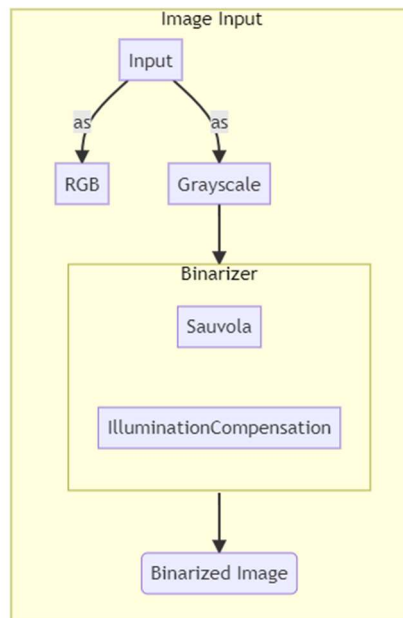 Image Input
Input
as
as
RGB
Grayscale
Binarizer
Sauvola
IlluminationCompensation
Binarized Image